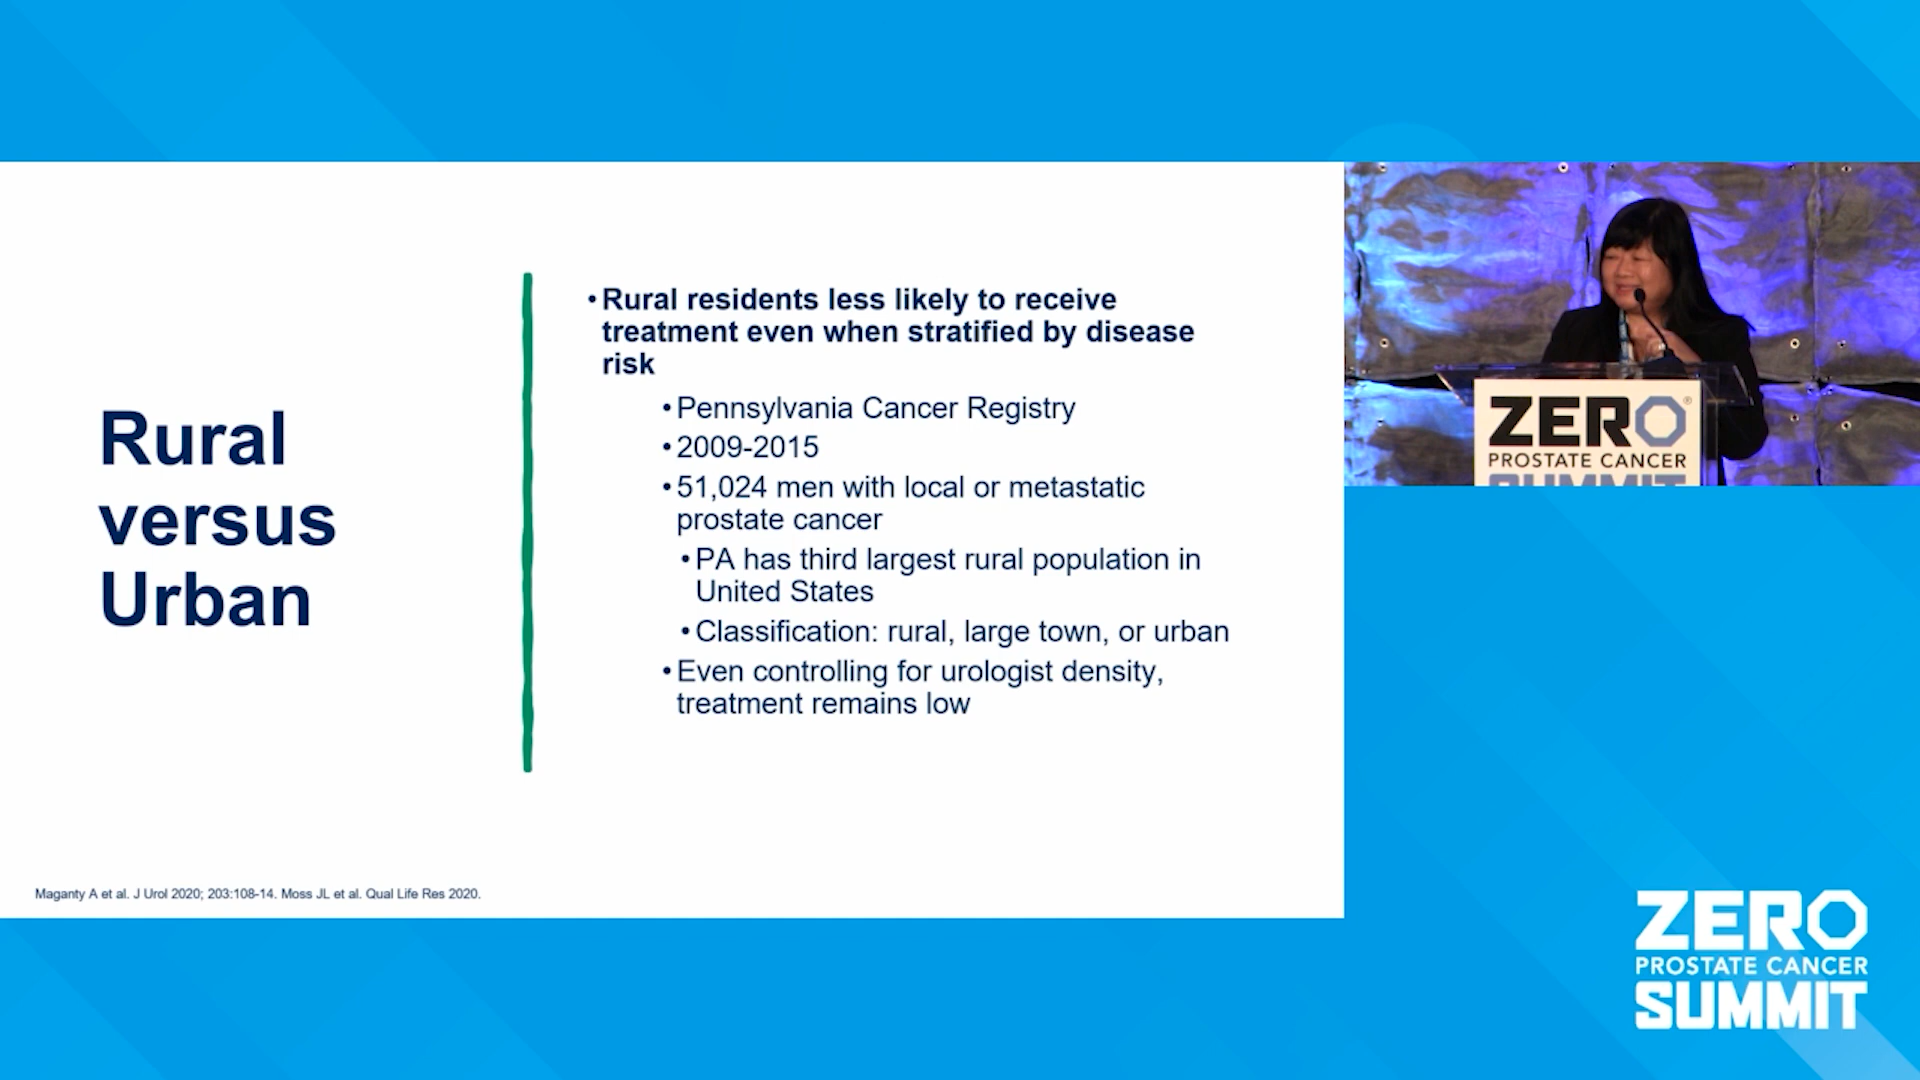 Rural
versus
Urban
•Rural residents less likely to receive
treatment even when stratified by disease
risk
•Pennsylvania Cancer Registry
•2009-2015
•51,024 men with local or metastatic
prostate cancer
•PA has third largest rural population in
United States
•Classification: rural, large town, or urban
•Even controlling for urologist density,
treatment remains low
Maganty A et al. J Urol 2020; 203:108-14. Moss JL et al. Qual Life Res 2020.
ZERO®
PROSTATE CANCER
SUMMIT
ZERO
PROSTATE CANCER
SUMMIT